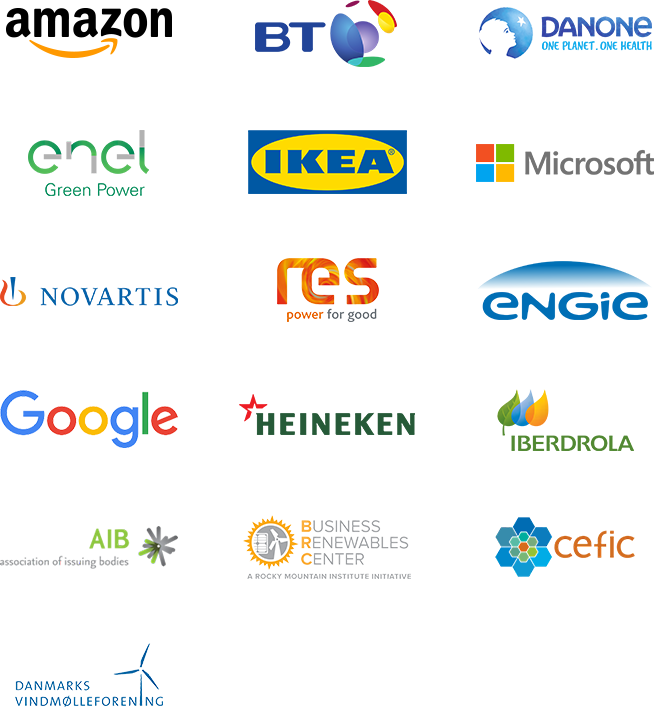 amazon
BT
DANONE
ONE PLANET. ONE HEALTH
enel
Green Power
IKEA®
Microsoft
NOVARTIS
res
power for good
ENGIE
Google
HEINEKEN
IBERDROLA
AIB
association of issuing bodies
BUSINESS
RENEWABLES
CENTER
A ROCKY MOUNTAIN INSTITUTE INITIATIVE
cefic
DANMARKS
VINDMØLLEFORENING